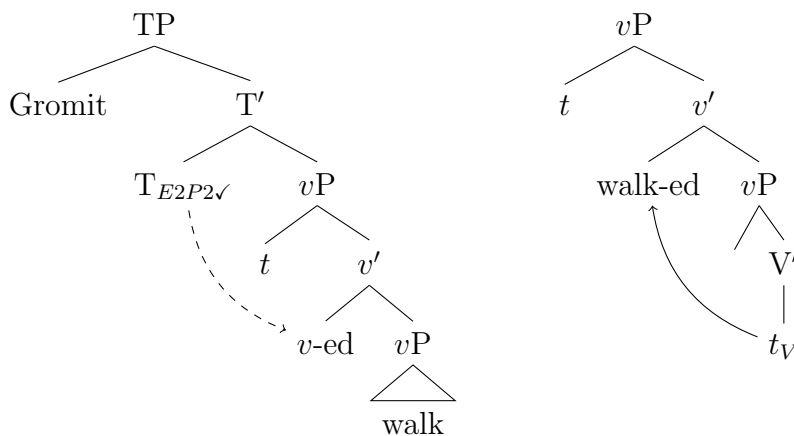 TP vP
Gromit T′ t v′
T_{E2P2✓} vP walk-ed vP
t v′ V′
v-ed vP t_V
walk